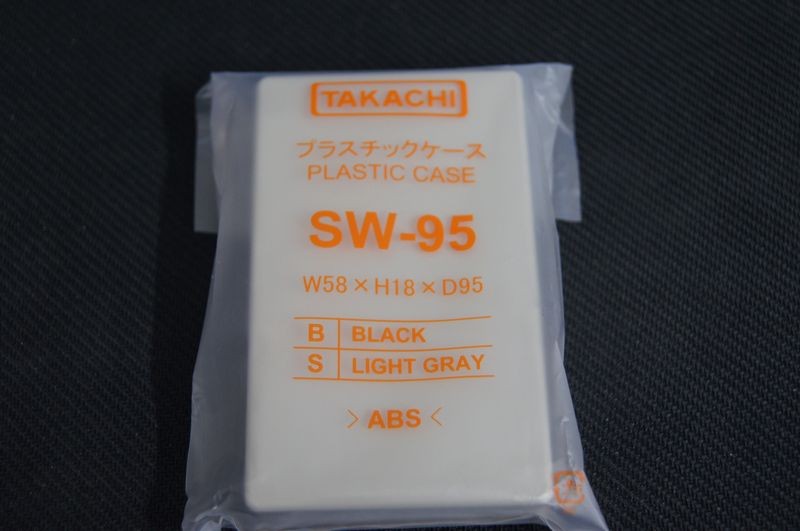 TAKACHI
プラスチックケース
PLASTIC CASE
SW-95
W58×H18×D95
B BLACK
S LIGHT GRAY
>ABS<